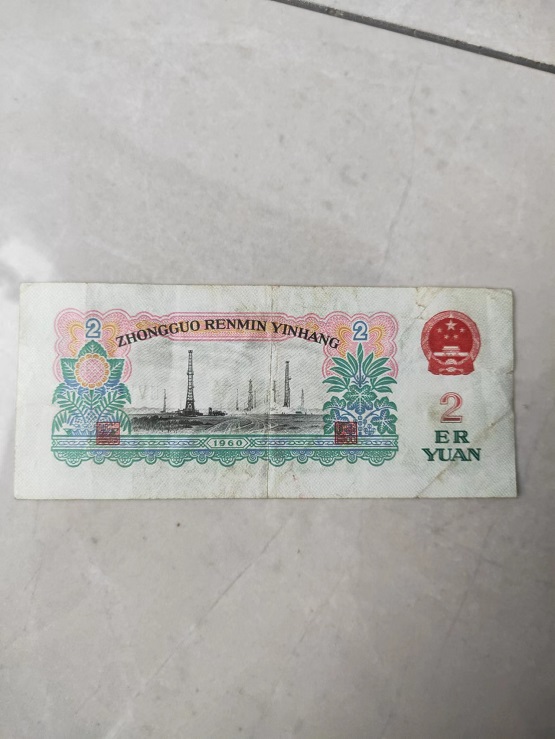 2
2
ZHONGGUO RENMIN YINHANG
1960
2
ER
YUAN